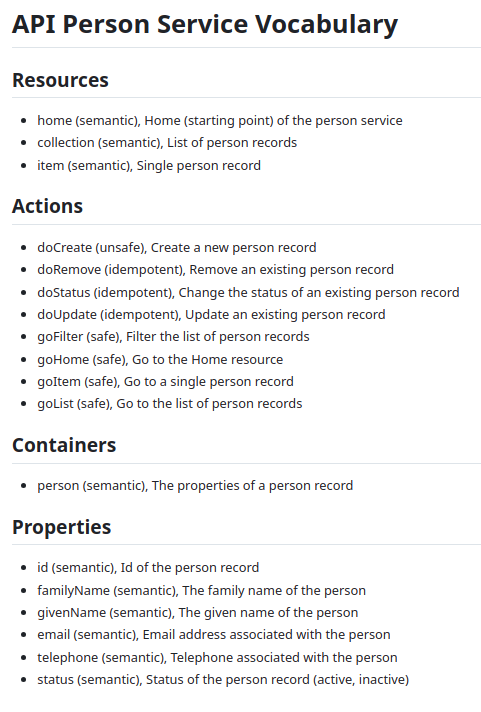 API Person Service Vocabulary
Resources
home (semantic), Home (starting point) of the person service
collection (semantic), List of person records
item (semantic), Single person record
Actions
doCreate (unsafe), Create a new person record
doRemove (idempotent), Remove an existing person record
doStatus (idempotent), Change the status of an existing person record
doUpdate (idempotent), Update an existing person record
goFilter (safe), Filter the list of person records
goHome (safe), Go to the Home resource
goItem (safe), Go to a single person record
goList (safe), Go to the list of person records
Containers
person (semantic), The properties of a person record
Properties
id (semantic), Id of the person record
familyName (semantic), The family name of the person
givenName (semantic), The given name of the person
email (semantic), Email address associated with the person
telephone (semantic), Telephone associated with the person
status (semantic), Status of the person record (active, inactive)